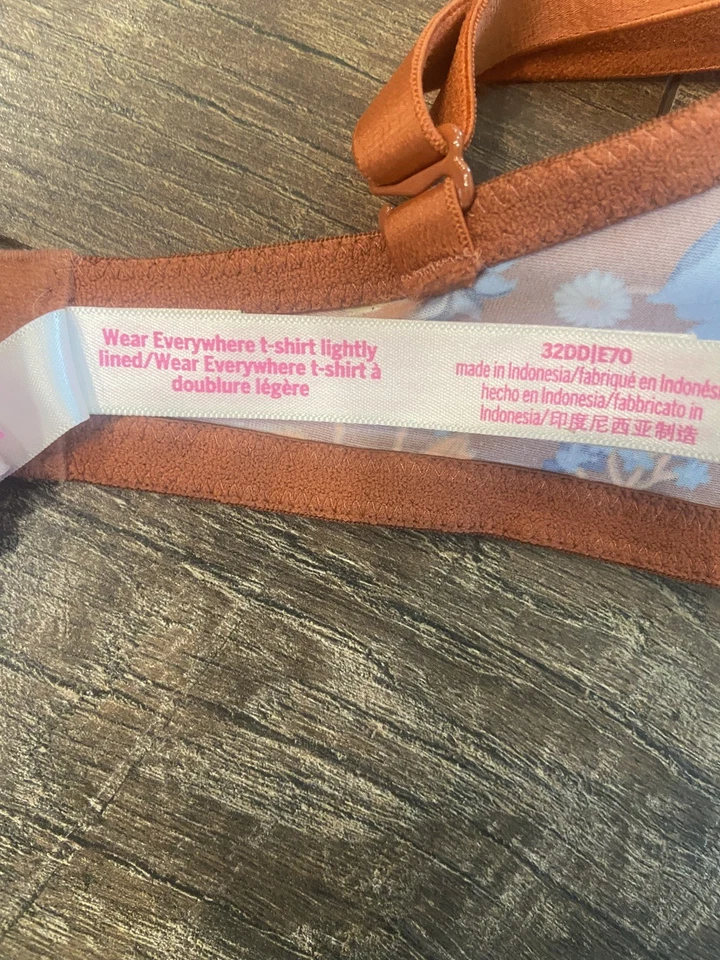 Wear Everywhere t-shirt lightly
lined/Wear Everywhere t-shirt à
doublure légère
32DD|E70
made in Indonesia/fabriqué en Indonési
hecho en Indonesia/fabbricato in
Indonesia/印度尼西亚制造